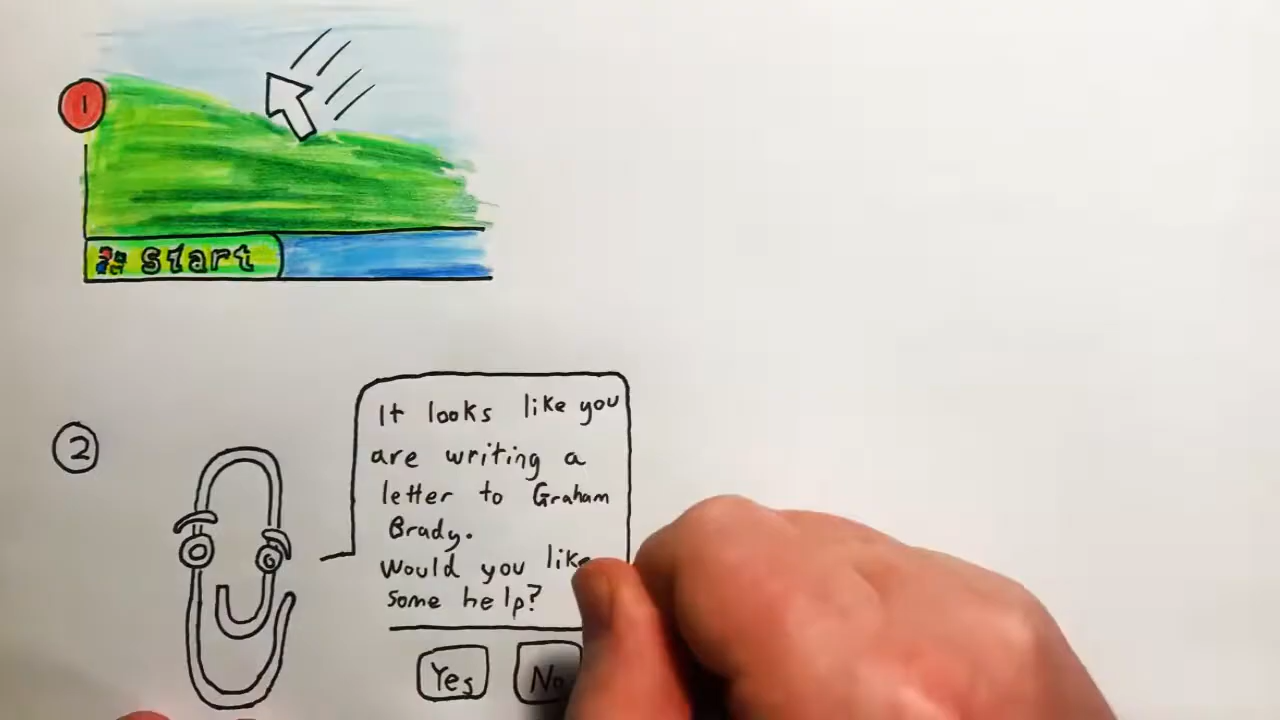 1
start
2
It looks like you
are writing a
letter to Graham
Brady.
Would you like
some help?
Yes No